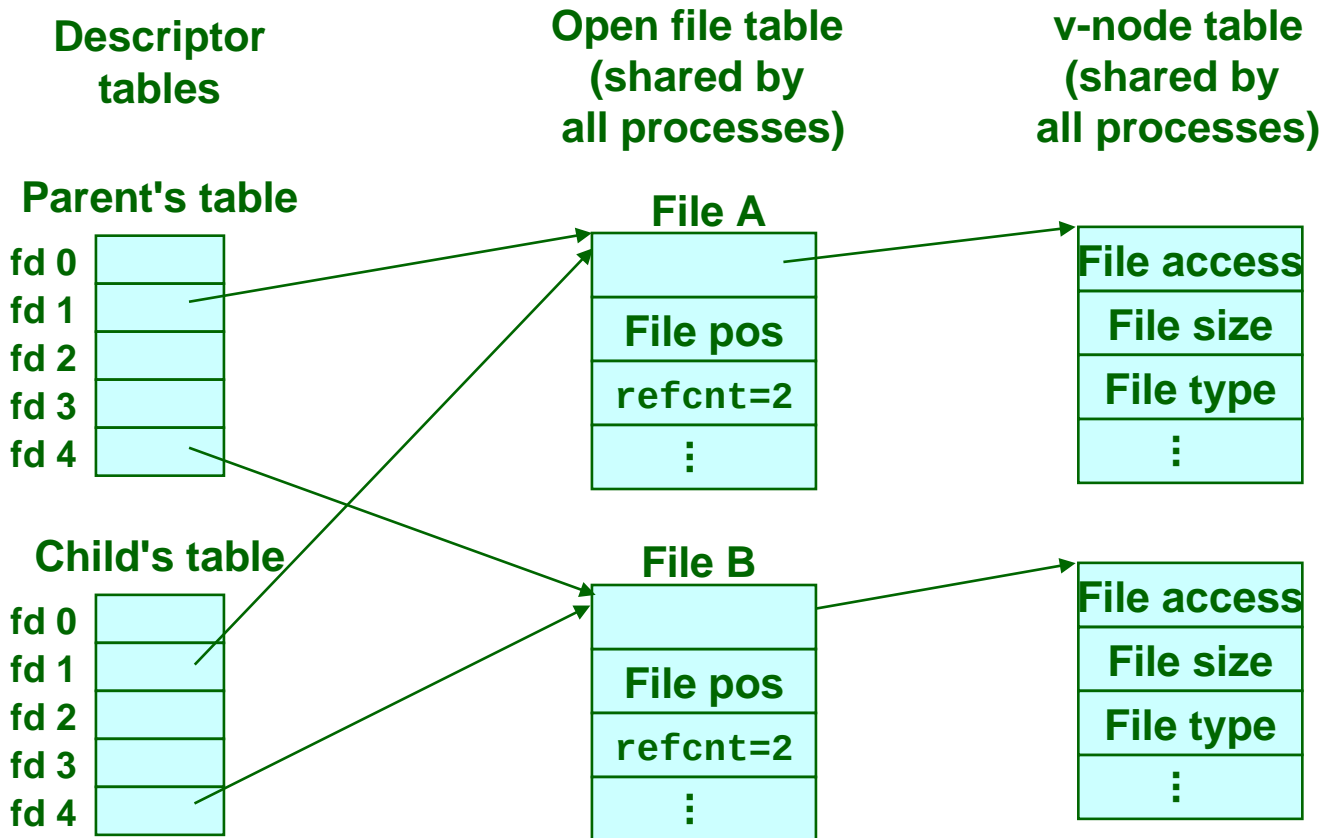 Descriptor
tables
Open file table
(shared by
all processes)
v-node table
(shared by
all processes)
Parent's table
fd 0
fd 1
fd 2
fd 3
fd 4
File A
File pos
refcnt=2
⋮
File access
File size
File type
⋮
Child's table
fd 0
fd 1
fd 2
fd 3
fd 4
File B
File pos
refcnt=2
⋮
File access
File size
File type
⋮